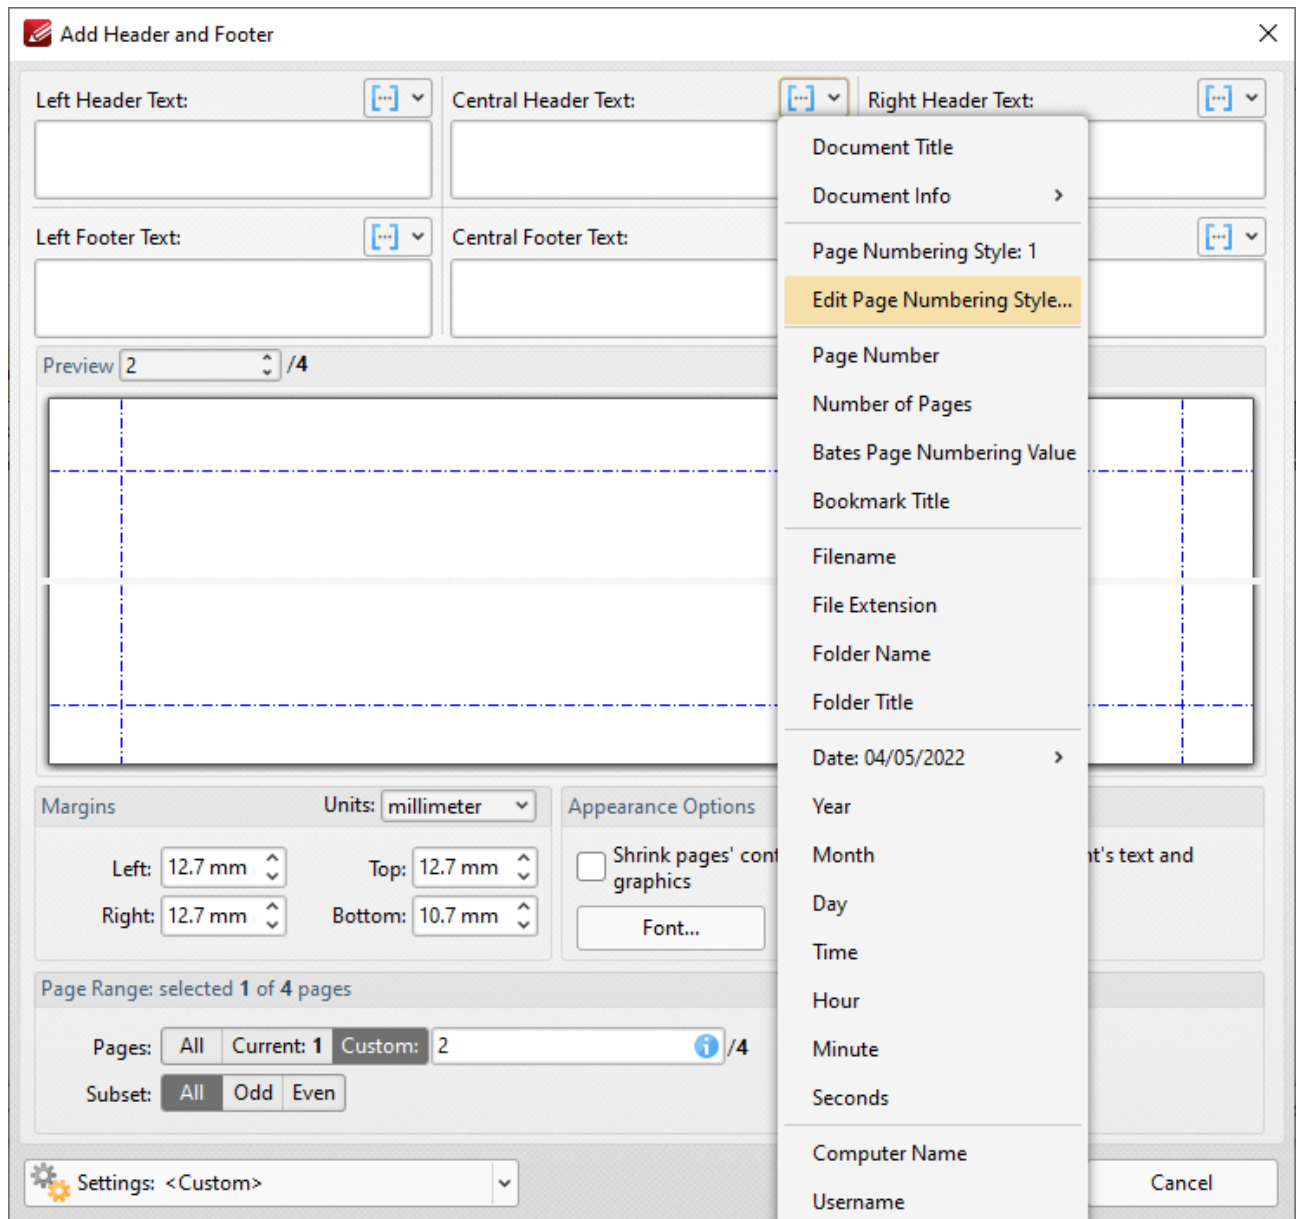 Add Header and Footer
Left Header Text:
Central Header Text:
Right Header Text:
Left Footer Text:
Central Footer Text:
Document Title
Document Info
Page Numbering Style: 1
Edit Page Numbering Style...
Page Number
Number of Pages
Bates Page Numbering Value
Bookmark Title
Filename
File Extension
Folder Name
Folder Title
Date: 04/05/2022
Year
Month
Day
Time
Hour
Minute
Seconds
Computer Name
Username
Preview 2 /4
Margins
Units: millimeter
Left: 12.7 mm Top: 12.7 mm
Right: 12.7 mm Bottom: 10.7 mm
Appearance Options
Shrink pages' cont
graphics
t's text and
Font...
Page Range: selected 1 of 4 pages
Pages: All Current: 1 Custom: 2 /4
Subset: All Odd Even
Settings: <Custom>
Cancel